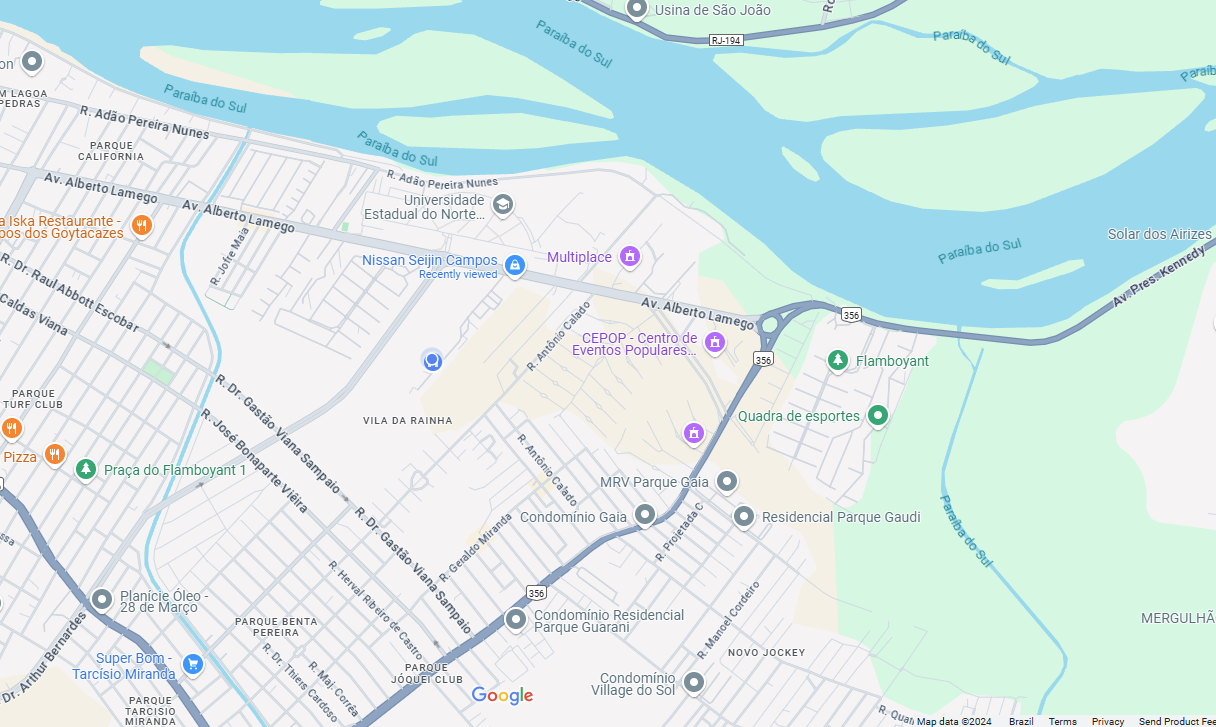 Usina de São João
RJ-194
Paraíba do Sul
Paraíba do Sul
Paraíba do Sul
Paraíba do Sul
Paraíba do Sul
R. Adão Pereira Nunes
PARQUE
CALIFORNIA
R. Adão Pereira Nunes
Av. Alberto Lamego
Av. Alberto Lamego
Universidade
Estadual do Norte...
a Iska Restaurante -
pos dos Goytacazes
R. Jofre Maia
Nissan Seijin Campos
Recently viewed
Multiplace
Solar dos Airizes
Av. Pres. Kennedy
Paraíba do Sul
R. Dr. Raul Abbott Escobar
Caldas Viana
Av. Alberto Lamego
356
R. Antônio Calado
CEPOP - Centro de
Eventos Populares...
356
Flamboyant
PARQUE
TURF CLUB
VILA DA RAINHA
Quadra de esportes
R. Dr. Gastão Viana Sampaio
R. José Bonaparte Viêira
Pizza
Praça do Flamboyant 1
R. Antônio Calado
MRV Parque Gaia
Condomínio Gaia
Residencial Parque Gaudi
R. Dr. Gastão Viana Sampaio
R. Geraldo Miranda
R. Projetada C
Paraíba do Sul
356
Planície Óleo -
28 de Março
R. Herval Ribeiro de Castro
Condomínio Residencial
Parque Guarani
R. Manoel Cordeiro
PARQUE BENTA
PEREIRA
MERGULHÃ
Dr. Arthur Bernardes
Super Bom -
Tarcísio Miranda
R. Dr. Thiers Cardoso
R. Maj. Corrêa
PARQUE
JÓQUEI CLUB
NOVO JOCKEY
Condomínio
Village do Sol
PARQUE
TARCISIO
MIRANDA
Google
R. Quar
Map data ©2024
Brazil
Terms
Privacy
Send Product Fee